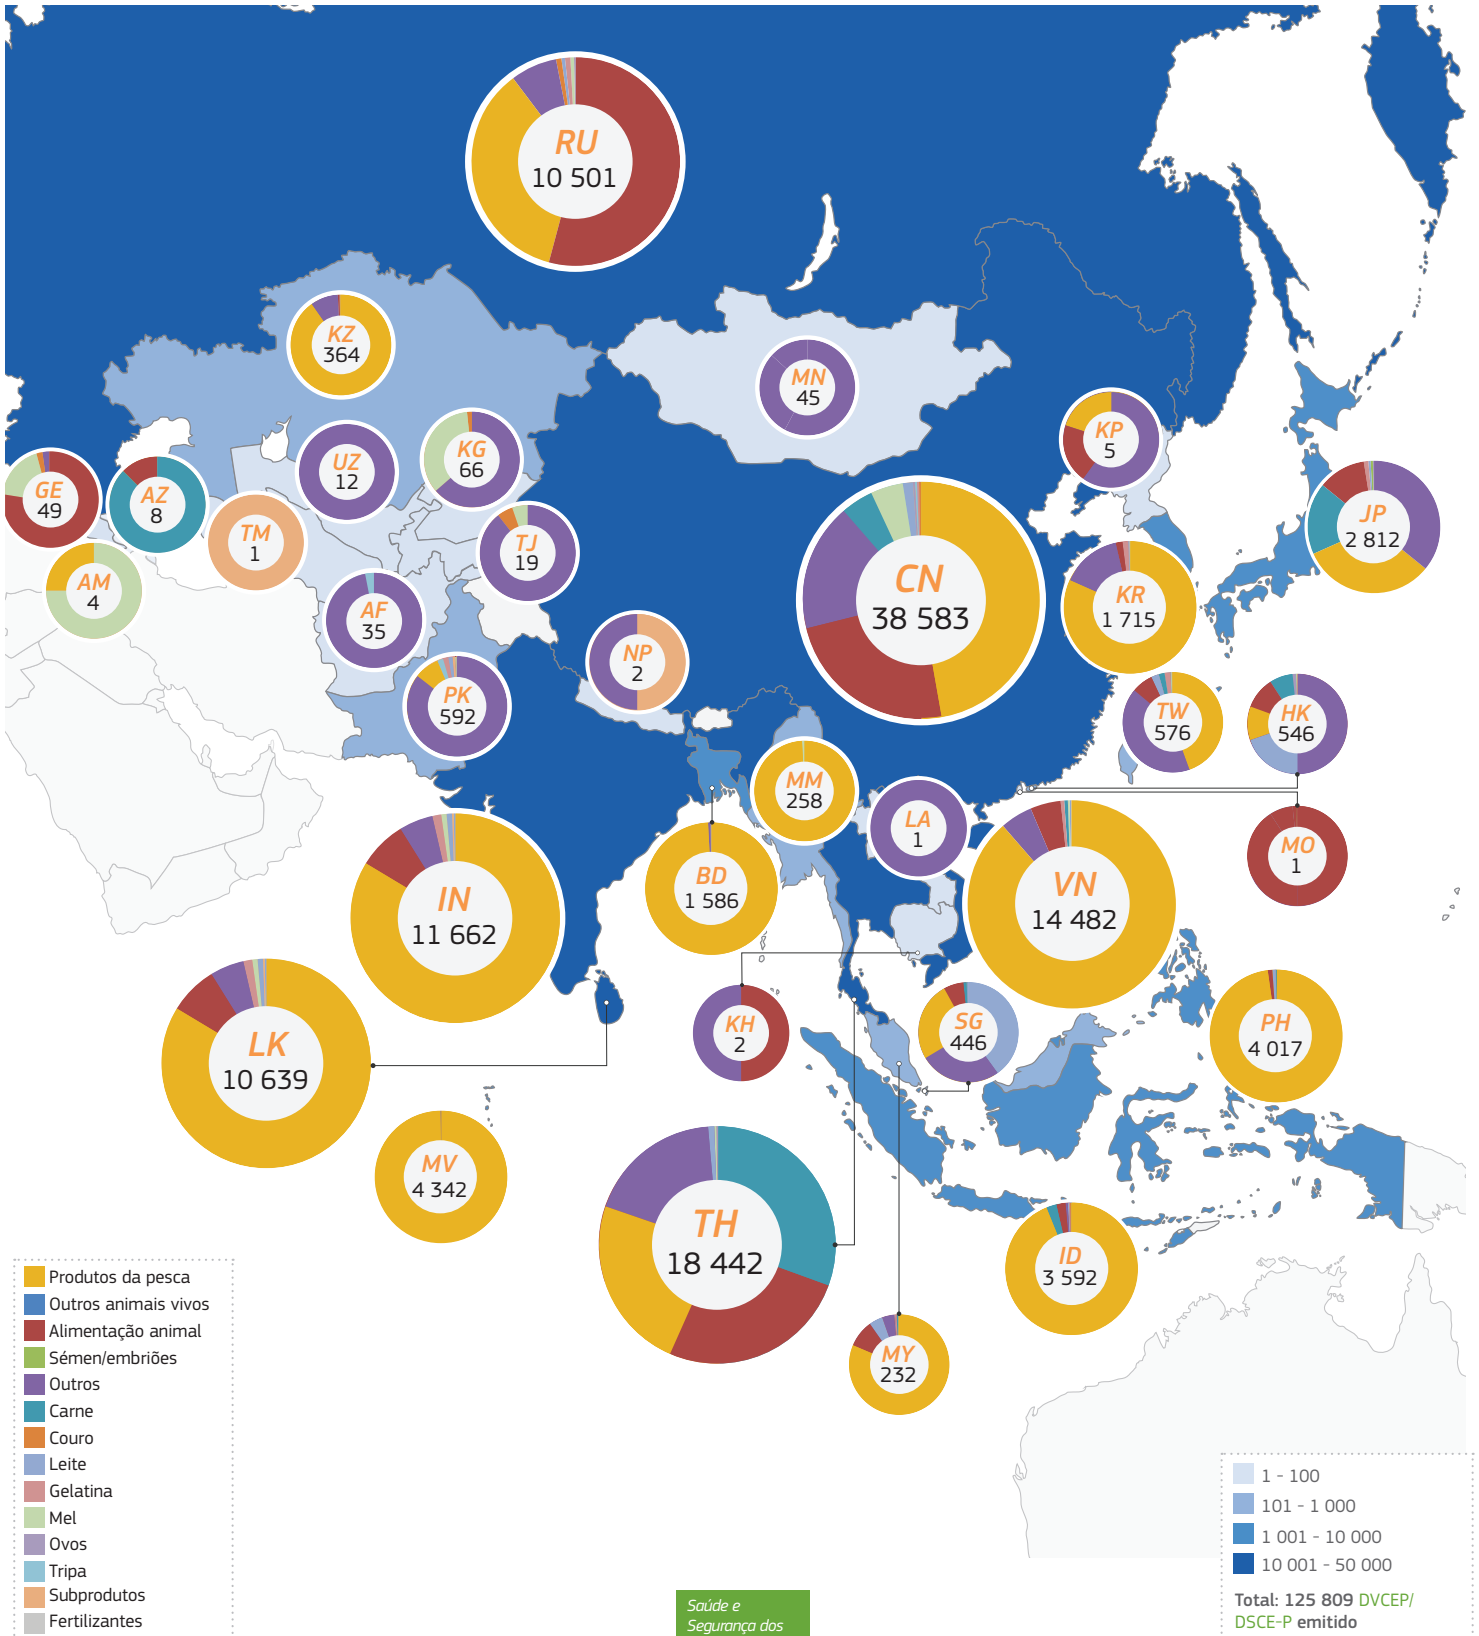 RU
10 501
KZ
364
MN
45
KP
5
UZ
12
KG
66
GE
49
AZ
8
TM
1
TJ
19
JP
2 812
CN
38 583
KR
1 715
AM
4
AF
35
NP
2
PK
592
TW
576
HK
546
MM
258
LA
1
MO
1
IN
11 662
BD
1 586
VN
14 482
LK
10 639
KH
2
SG
446
PH
4 017
MV
4 342
TH
18 442
ID
3 592
MY
232
Produtos da pesca
Outros animais vivos
Alimentação animal
Sémen/embriões
Outros
Carne
Couro
Leite
Gelatina
Mel
Ovos
Tripa
Subprodutos
Fertilizantes
1 - 100
101 - 1 000
1 001 - 10 000
10 001 - 50 000
Total: 125 809 DVCEP/
DSCE-P emitido
Saúde e
Segurança dos